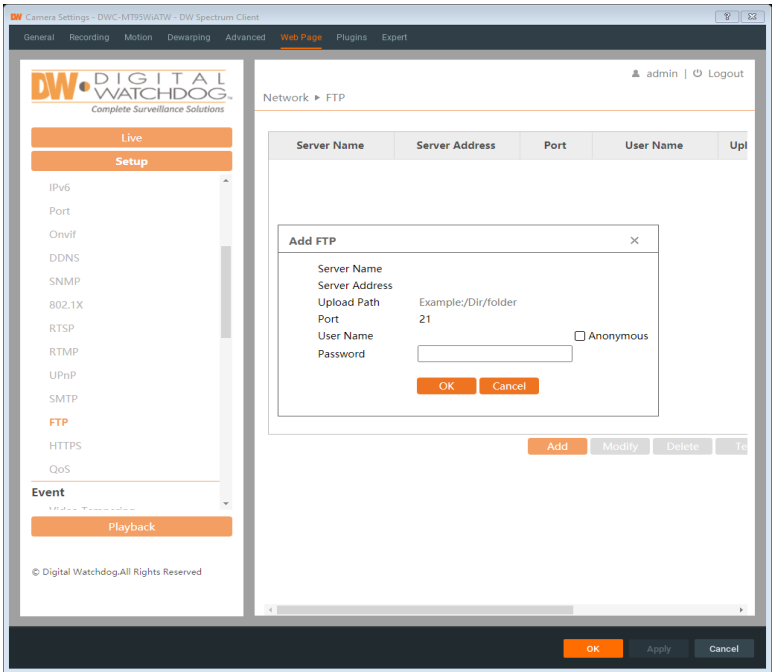 DW Camera Settings - DWC-MT95WiATW - DW Spectrum Client
General Recording Motion Dewarping Advanced Web Page Plugins Expert
DW DIGITAL WATCHDOG
Complete Surveillance Solutions
Live
Setup
IPv6
Port
Onvif
DDNS
SNMP
802.1X
RTSP
RTMP
UPnP
SMTP
FTP
HTTPS
QoS
Event
Video Tampering
Playback
© Digital Watchdog.All Rights Reserved
admin | Logout
Network ▸ FTP
Server Name Server Address Port User Name Upl
Add FTP
Server Name
Server Address
Upload Path Example:/Dir/folder
Port 21
User Name Anonymous
Password
OK Cancel
Add Modify Delete Te
OK Apply Cancel